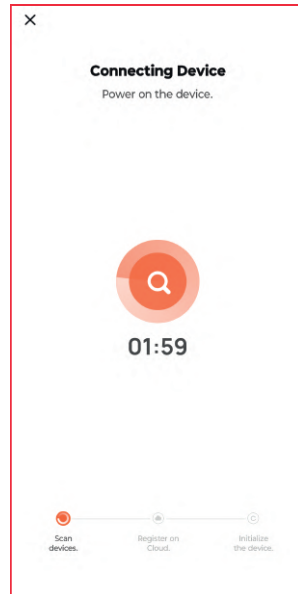 Connecting Device
Power on the device.
01:59
Scan
devices.
Register on
Cloud.
Initialize
the device.